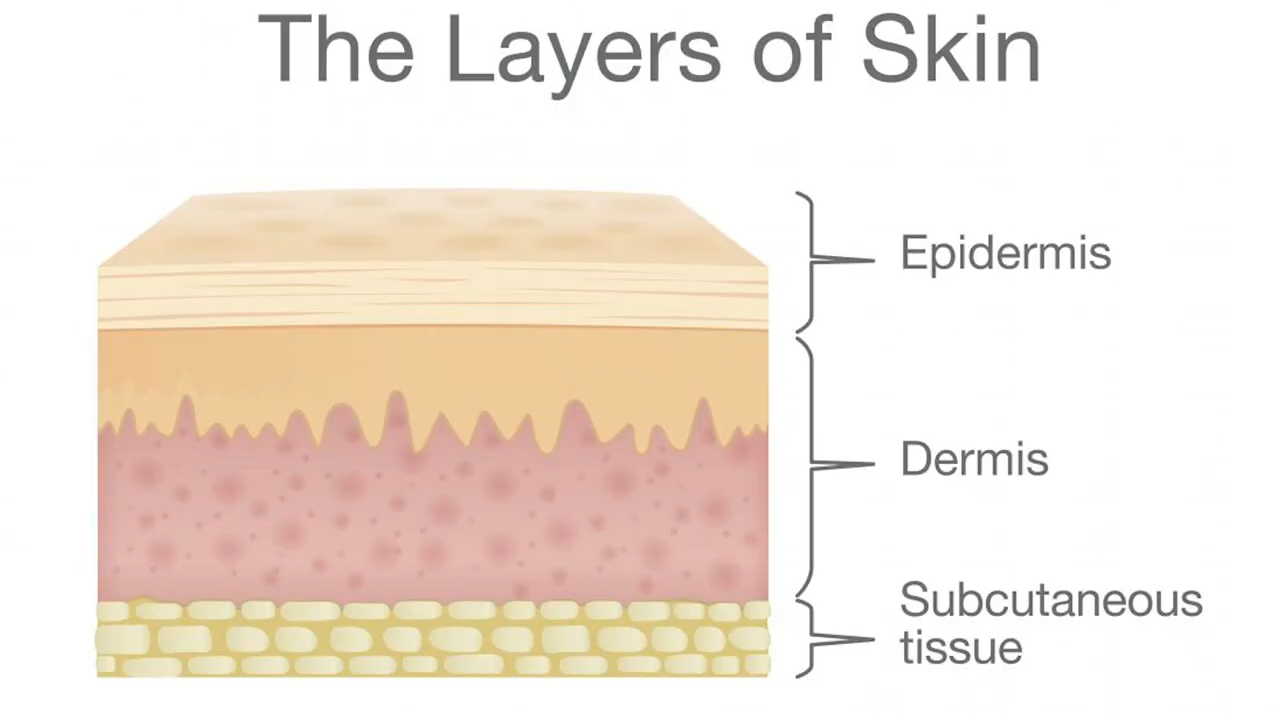 The Layers of Skin
Epidermis
Dermis
Subcutaneous
tissue